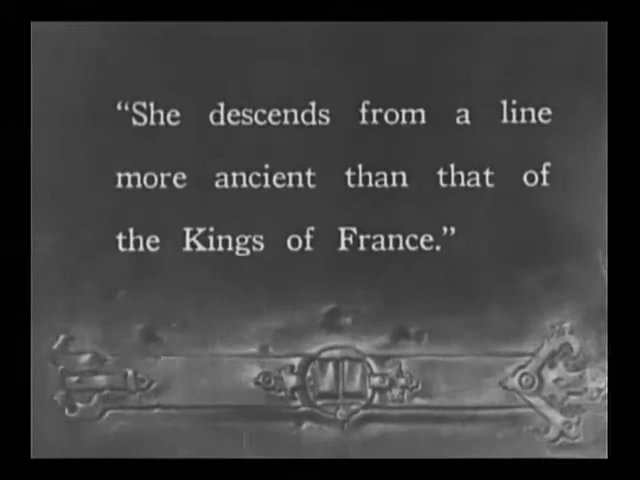 “She descends from a line
more ancient than that of
the Kings of France.”